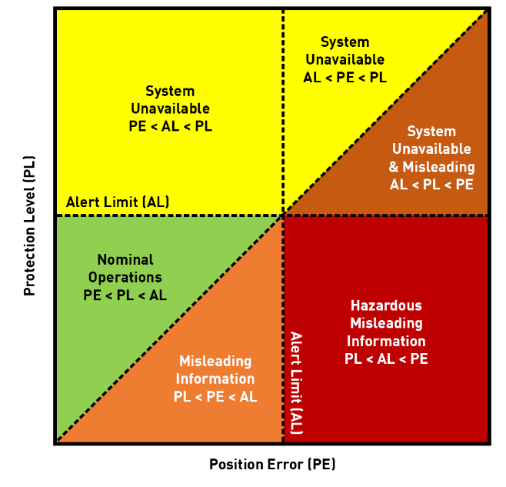 System
Unavailable
AL < PE < PL
System
Unavailable
PE < AL < PL
System
Unavailable
& Misleading
AL < PL < PE
Alert Limit (AL)
Protection Level (PL)
Nominal
Operations
PE < PL < AL
Hazardous
Misleading
Information
PL < AL < PE
Misleading
Information
PL < PE < AL
Alert Limit (AL)
Position Error (PE)